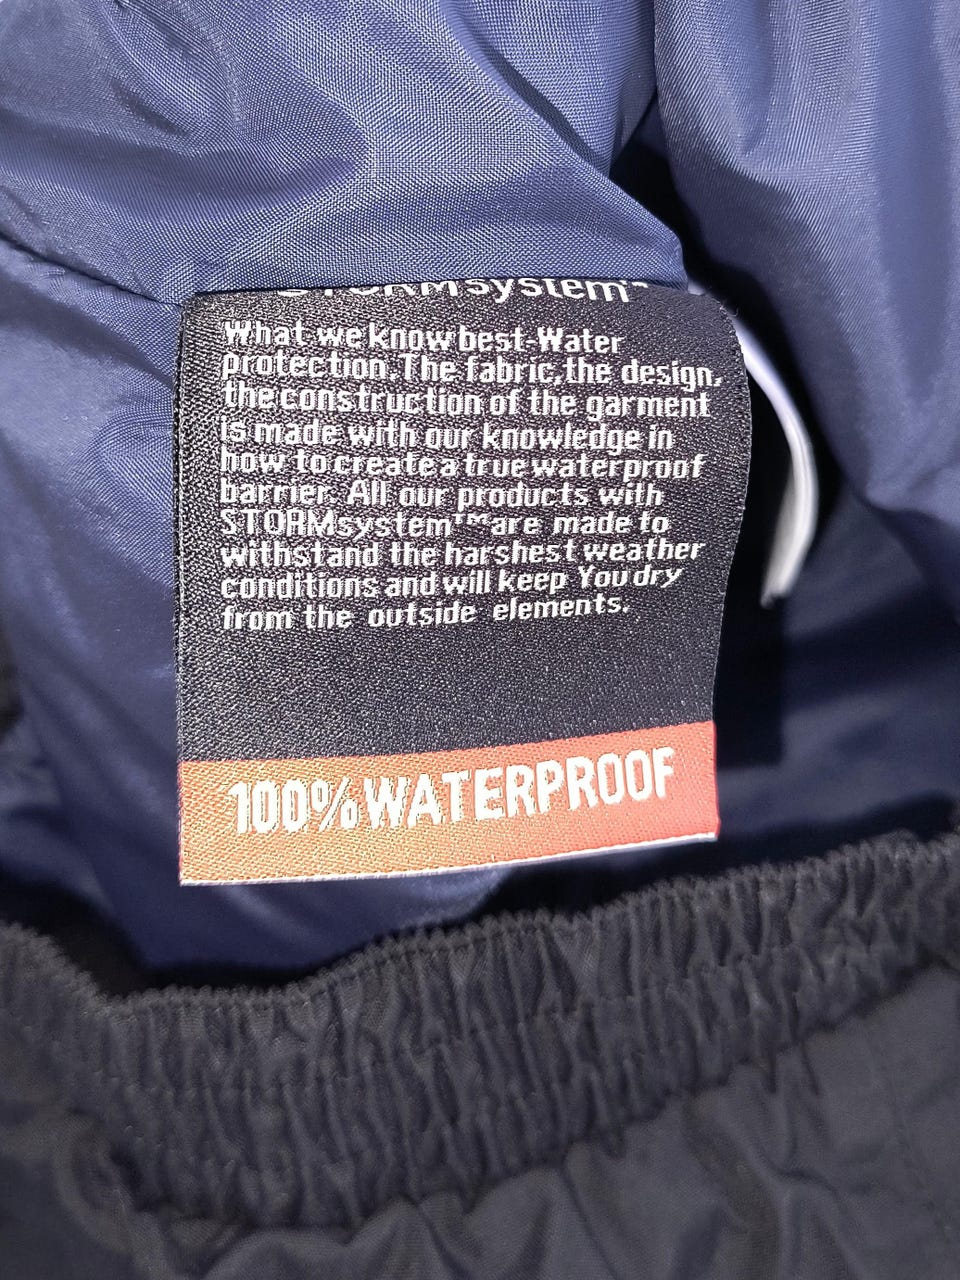 STORMsystem™
What we know best-Water
protection. The fabric, the design,
the construction of the garment
is made with our knowledge in
how to create a true waterproof
barrier. All our products with
STORMsystem™ are made to
withstand the harshest weather
conditions and will keep You dry
from the outside elements.
100% WATERPROOF